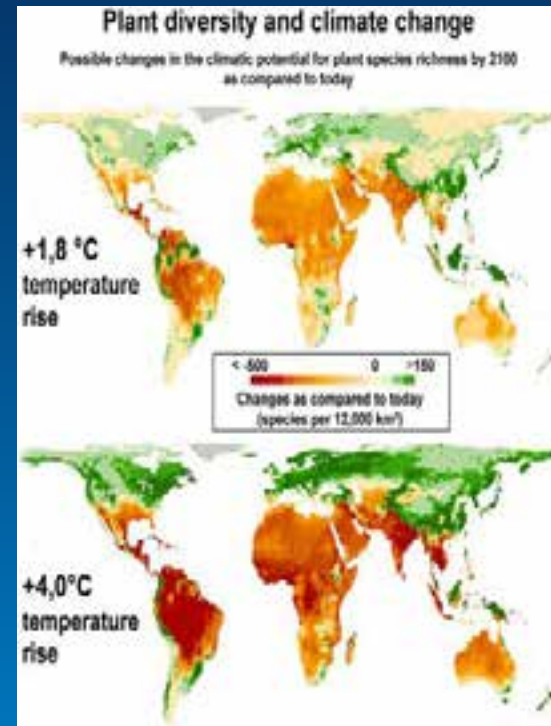 Plant diversity and climate change
Possible changes in the climatic potential for plant species richness by 2100
as compared to today
+1,8 °C
temperature
rise
< -500 0 >150
Changes as compared to today
(species per 12,000 km²)
+4,0°C
temperature
rise